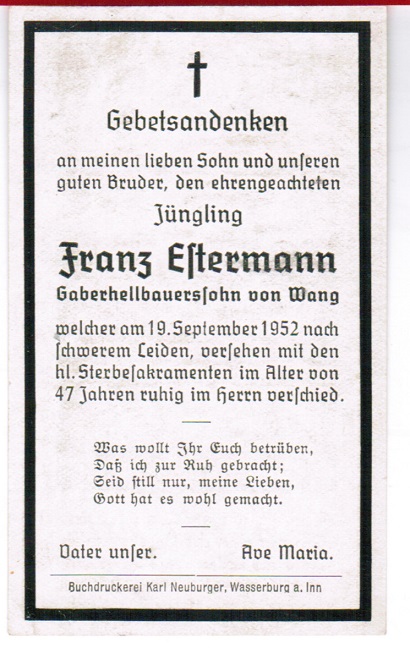 Gebetsandenken
an meinen lieben Sohn und unseren
guten Bruder, den ehrengeachteten
Jüngling
Franz Estermann
Gaberhellbauerssohn von Wang
welcher am 19. September 1952 nach
schwerem Leiden, versehen mit den
hl. Sterbesakramenten im Alter von
47 Jahren ruhig im Herrn verschied.
Was wollt Ihr Euch betrüben,
Daß ich zur Ruh gebracht;
Seid still nur, meine Lieben,
Gott hat es wohl gemacht.
Vater unser. Ave Maria.
Buchdruckerei Karl Neuburger, Wasserburg a. Inn